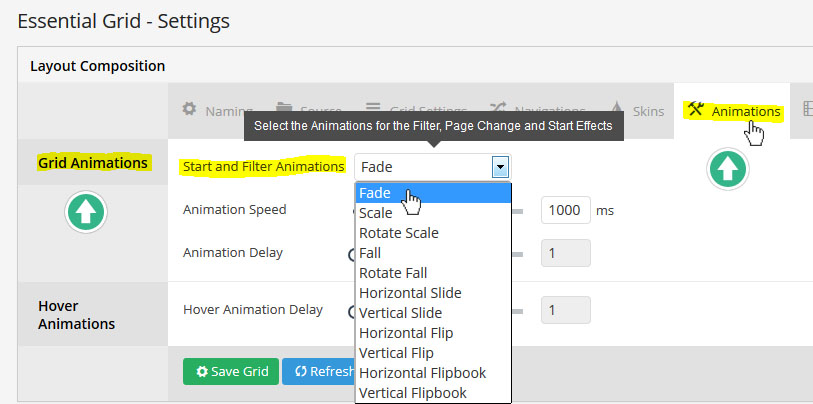 Essential Grid - Settings
Layout Composition
Naming Source Grid Settings Navigations Skins Animations
Select the Animations for the Filter, Page Change and Start Effects
Grid Animations
Start and Filter Animations Fade
Fade
Scale
Animation Speed 1000 ms
Rotate Scale
Fall
Animation Delay 1
Rotate Fall
Horizontal Slide
Hover Animations
Hover Animation Delay 1
Vertical Slide
Horizontal Flip
Vertical Flip
Save Grid Refresh
Horizontal Flipbook
Vertical Flipbook